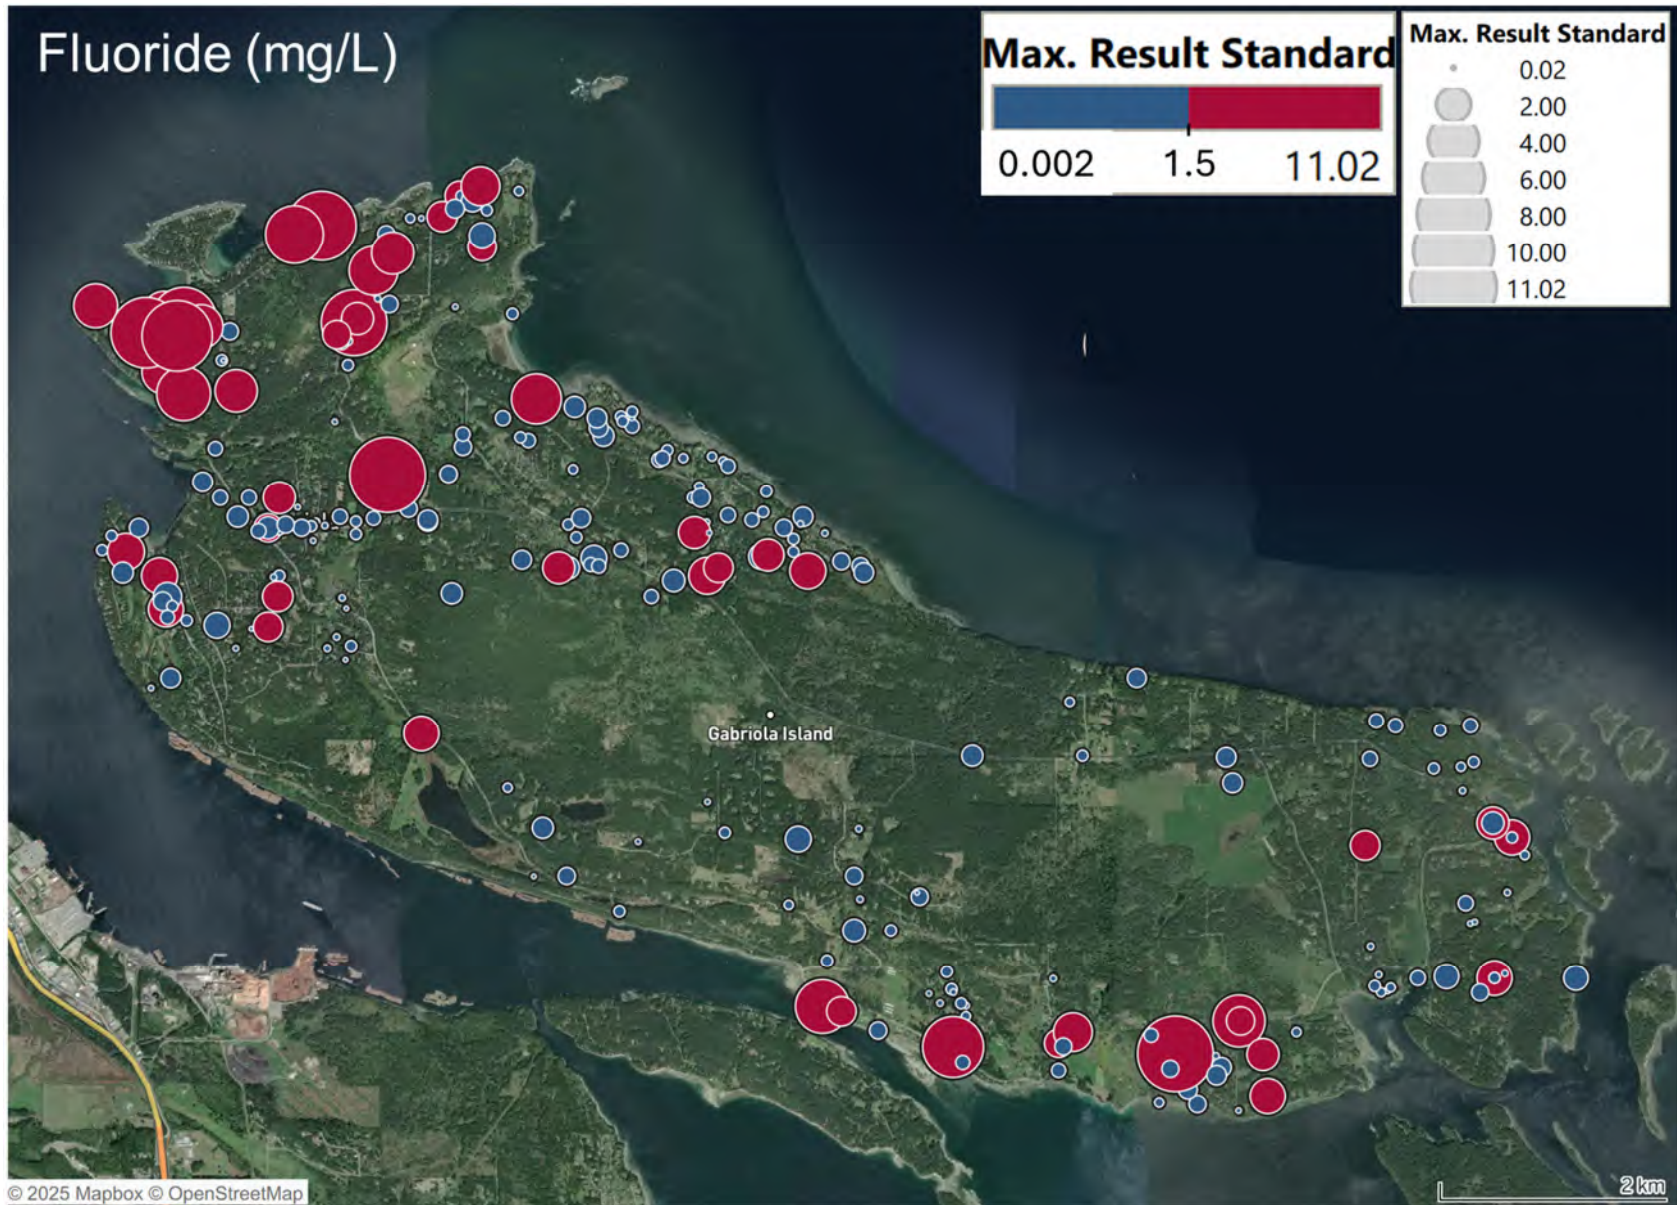 Fluoride (mg/L)
Max. Result Standard
0.002 1.5 11.02
Max. Result Standard
0.02
2.00
4.00
6.00
8.00
10.00
11.02
Gabriola Island
© 2025 Mapbox © OpenStreetMap
2 km